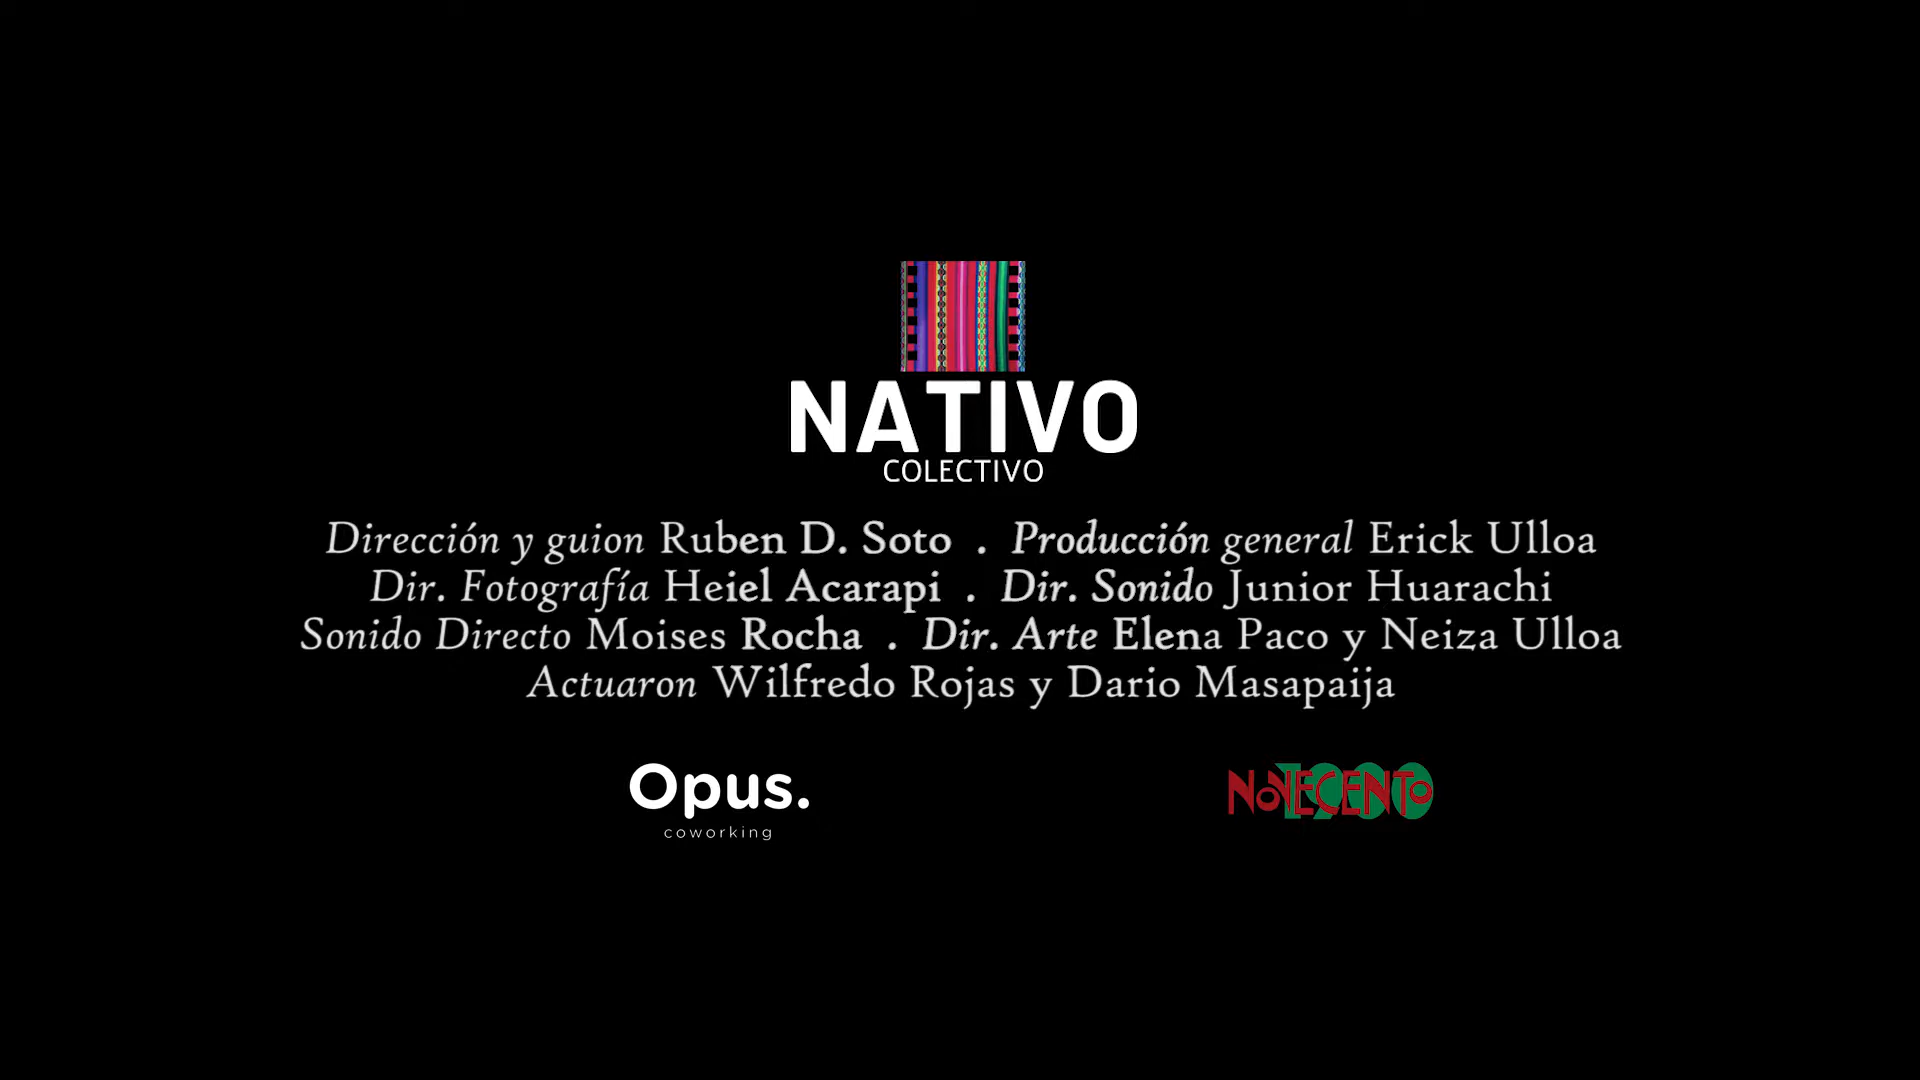 NATIVO
COLECTIVO
Dirección y guion Ruben D. Soto . Producción general Erick Ulloa
Dir. Fotografía Heiel Acarapi . Dir. Sonido Junior Huarachi
Sonido Directo Moises Rocha . Dir. Arte Elena Paco y Neiza Ulloa
Actuaron Wilfredo Rojas y Dario Masapaija
Opus.
coworking
NOVECENTO
1900